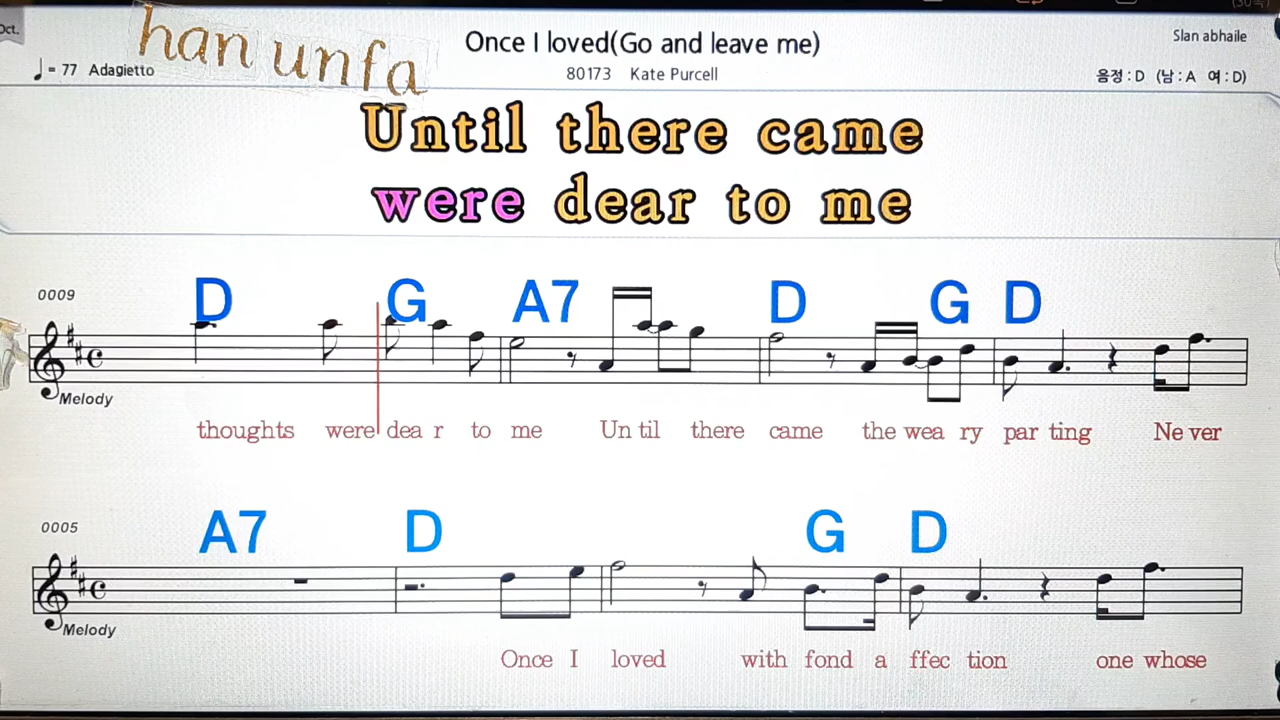 Oct.
han unfa
Once I loved(Go and leave me)
Slan abhaile
♩= 77 Adagietto
80173 Kate Purcell
음정 : D (남 : A 여 : D)
Until there came
were dear to me
0009
D G A7 D G D
Melody
thoughts were dea r to me Un til there came the wea ry par ting Ne ver
0005
A7 D G D
Melody
Once I loved with fond a ffec tion one whose